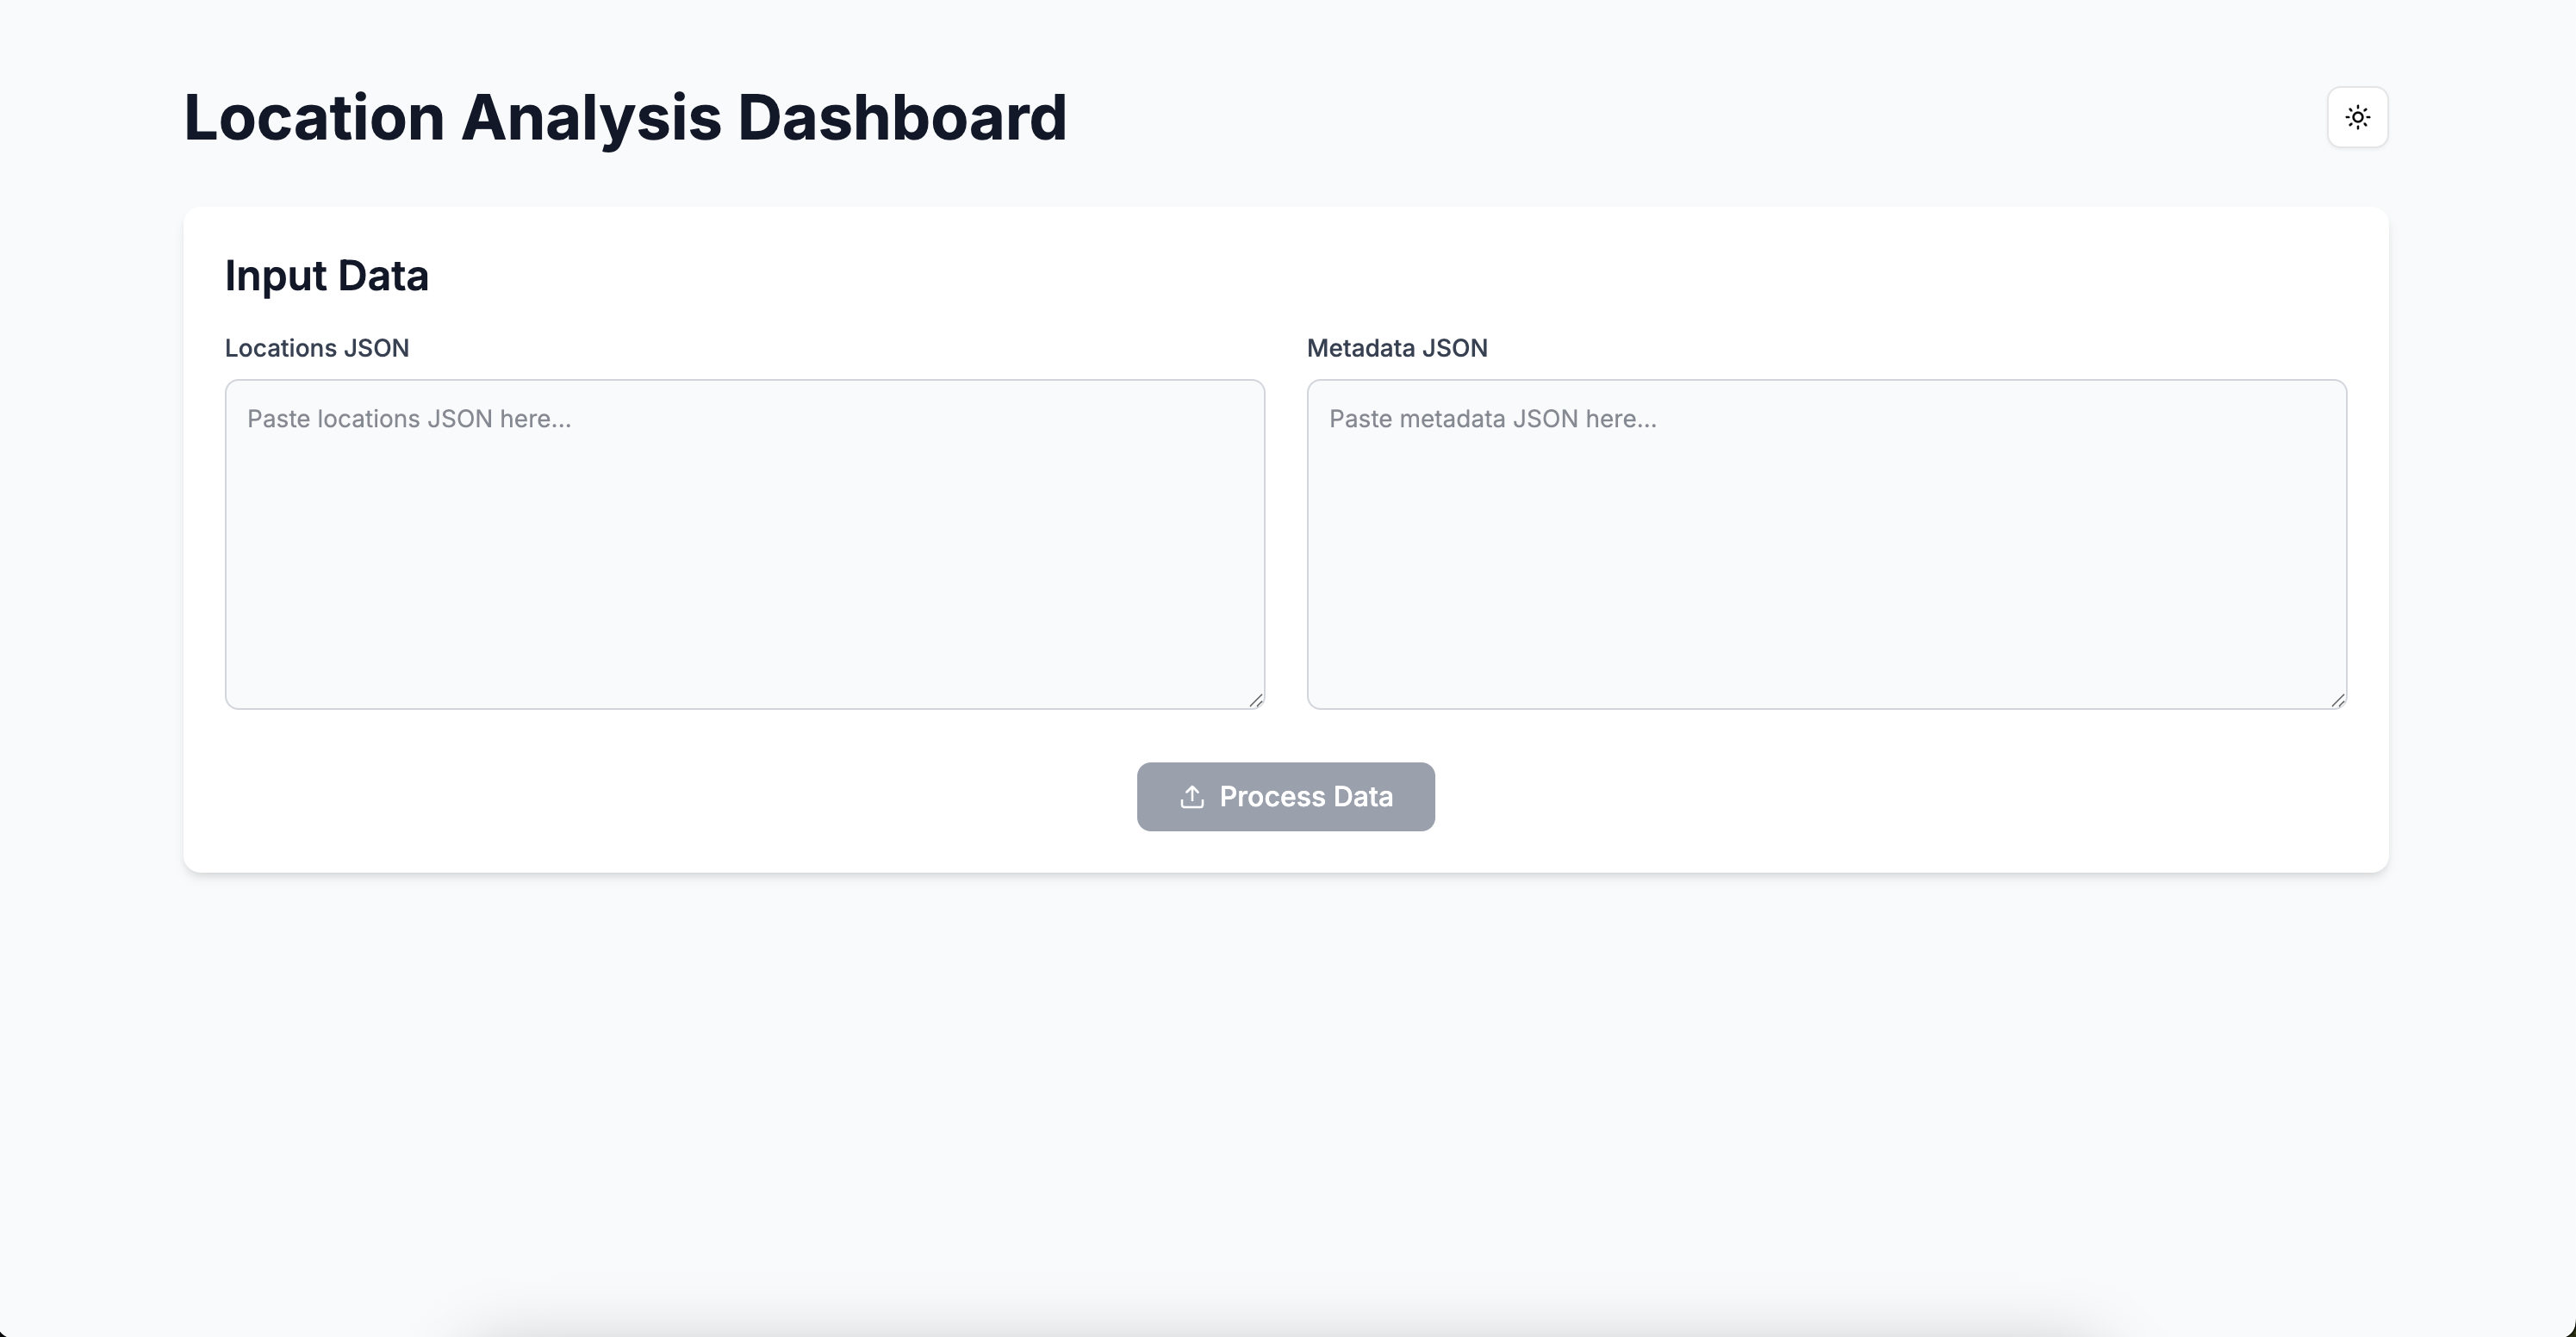 Location Analysis Dashboard
Input Data
Locations JSON
Metadata JSON
Paste locations JSON here...
Paste metadata JSON here...
Process Data